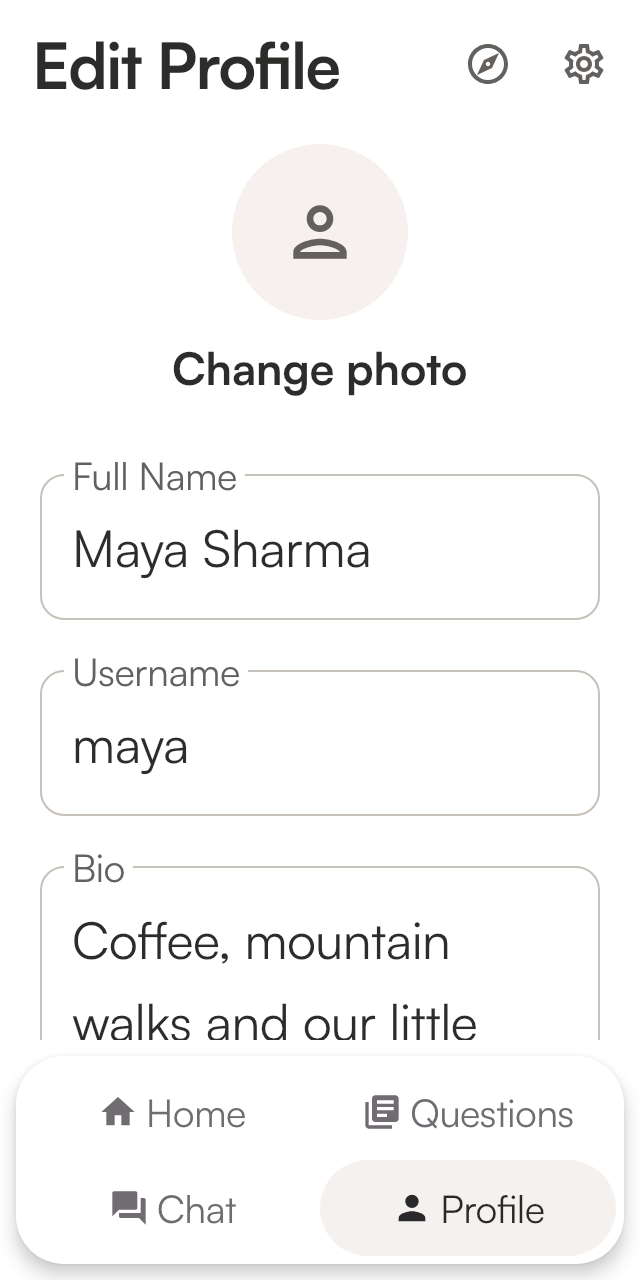 Edit Profile
Change photo
Full Name
Maya Sharma
Username
maya
Bio
Coffee, mountain
walks and our little
Home
Questions
Chat
Profile